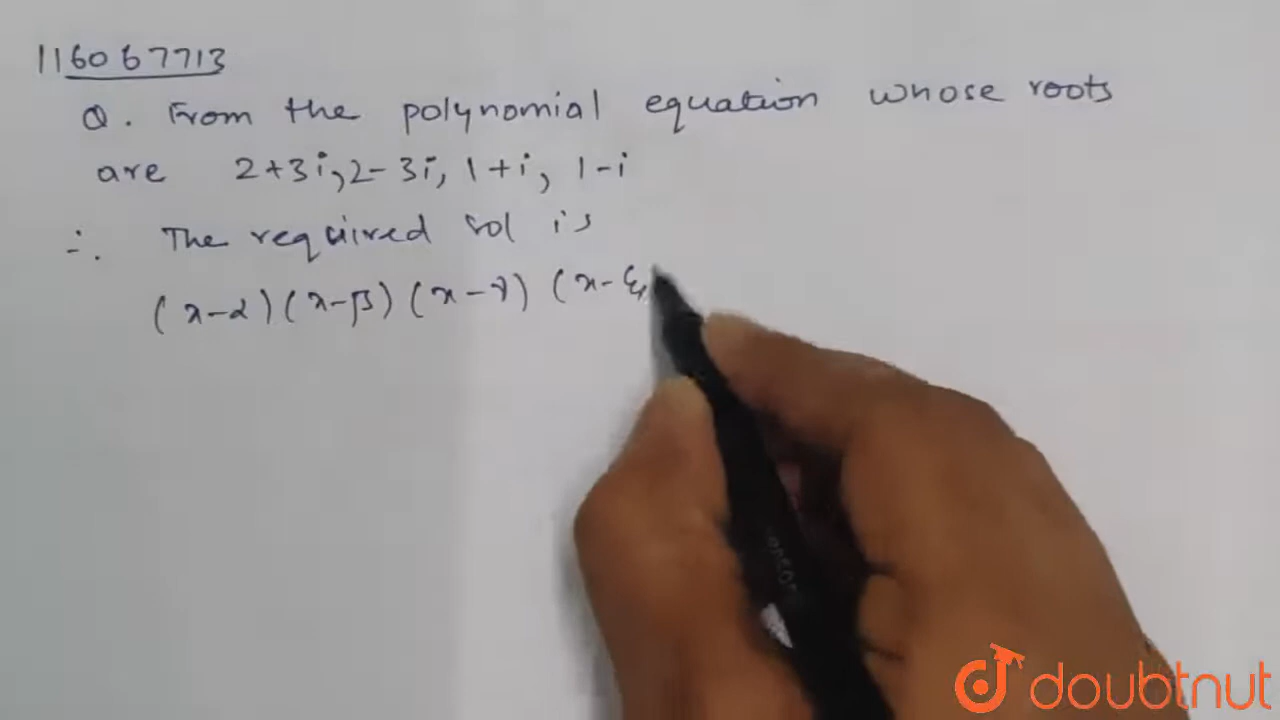 116067713
Q. From the polynomial equation whose roots
are 2+3i, 2-3i, 1+i, 1-i
∴ The required sol is
(x-α)(x-β)(x-γ)(x-
doubtnut